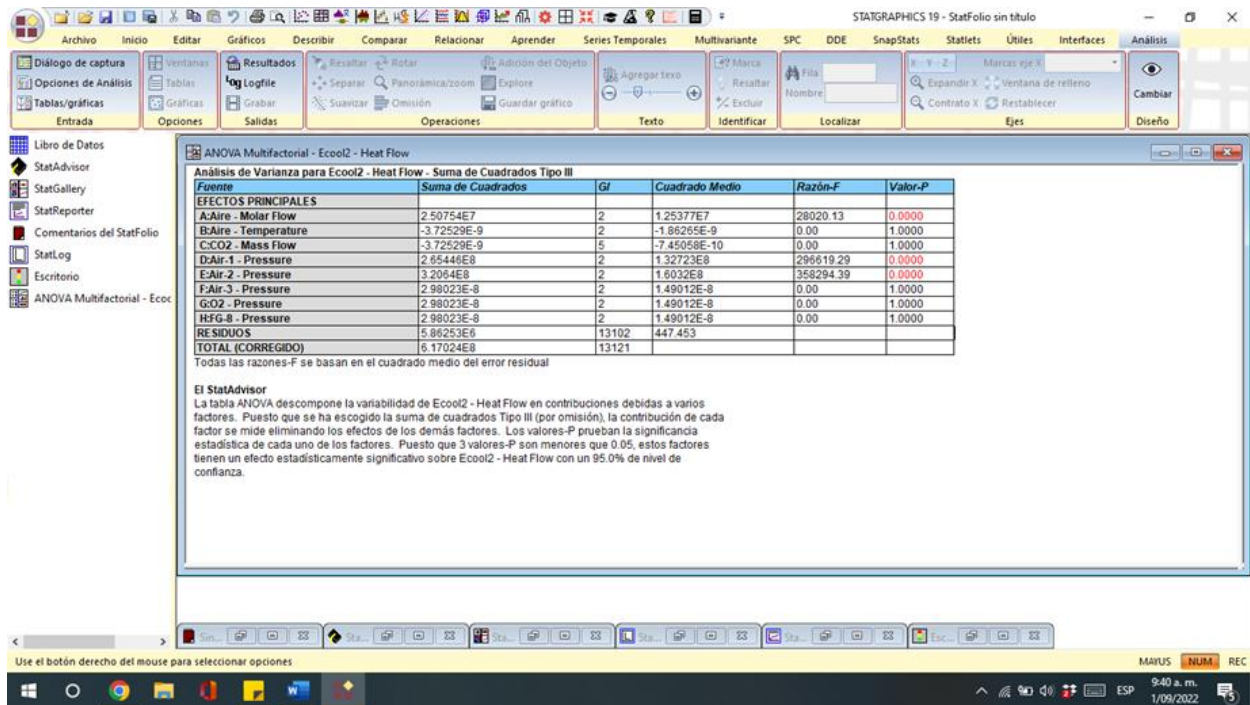 STATGRAPHICS 19 - StatFolio sin título
Archivo Inicio Editar Gráficos Describir Comparar Relacionar Aprender Series Temporales Multivariante SPC DDE SnapStats Statlets Útiles Interfaces Análisis
Diálogo de captura
Opciones de Análisis
Tablas/gráficas
Entrada
Ventanas
Tablas
Gráficas
Opciones
Resultados
Logfile
Grabar
Salidas
Resaltar Rotar Adición del Objeto
Separar Panorámica/zoom Explore
Suavizar Omisión Guardar gráfico
Operaciones
Agregar texo
Texto
Marca
Resaltar
Excluir
Identificar
Fila
Nombre
Localizar
X Y Z Marcas eje X
Expandir X Ventana de relleno
Contrato X Restablecer
Ejes
Cambiar
Diseño
Libro de Datos
StatAdvisor
StatGallery
StatReporter
Comentarios del StatFolio
StatLog
Escritorio
ANOVA Multifactorial - Ecoc
ANOVA Multifactorial - Ecool2 - Heat Flow
Análisis de Varianza para Ecool2 - Heat Flow - Suma de Cuadrados Tipo III
Fuente Suma de Cuadrados Gl Cuadrado Medio Razón-F Valor-P
EFECTOS PRINCIPALES
A:Aire - Molar Flow 2.50754E7 2 1.25377E7 28020.13 0.0000
B:Aire - Temperature -3.72529E-9 2 -1.86265E-9 0.00 1.0000
C:CO2 - Mass Flow -3.72529E-9 5 -7.45058E-10 0.00 1.0000
D:Air-1 - Pressure 2.65446E8 2 1.32723E8 296619.29 0.0000
E:Air-2 - Pressure 3.2064E8 2 1.6032E8 358294.39 0.0000
F:Air-3 - Pressure 2.98023E-8 2 1.49012E-8 0.00 1.0000
G:O2 - Pressure 2.98023E-8 2 1.49012E-8 0.00 1.0000
H:FG-8 - Pressure 2.98023E-8 2 1.49012E-8 0.00 1.0000
RESIDUOS 5.86253E6 13102 447.453
TOTAL (CORREGIDO) 6.17024E8 13121
Todas las razones-F se basan en el cuadrado medio del error residual
El StatAdvisor
La tabla ANOVA descompone la variabilidad de Ecool2 - Heat Flow en contribuciones debidas a varios
factores. Puesto que se ha escogido la suma de cuadrados Tipo III (por omisión), la contribución de cada
factor se mide eliminando los efectos de los demás factores. Los valores-P prueban la significancia
estadística de cada uno de los factores. Puesto que 3 valores-P son menores que 0.05, estos factores
tienen un efecto estadísticamente significativo sobre Ecool2 - Heat Flow con un 95.0% de nivel de
confianza.
Sin... Sta... Sta... Sta... Sta... Esc...
Use el botón derecho del mouse para seleccionar opciones
MAYUS NUM REC
ESP
9:40 a. m.
1/09/2022